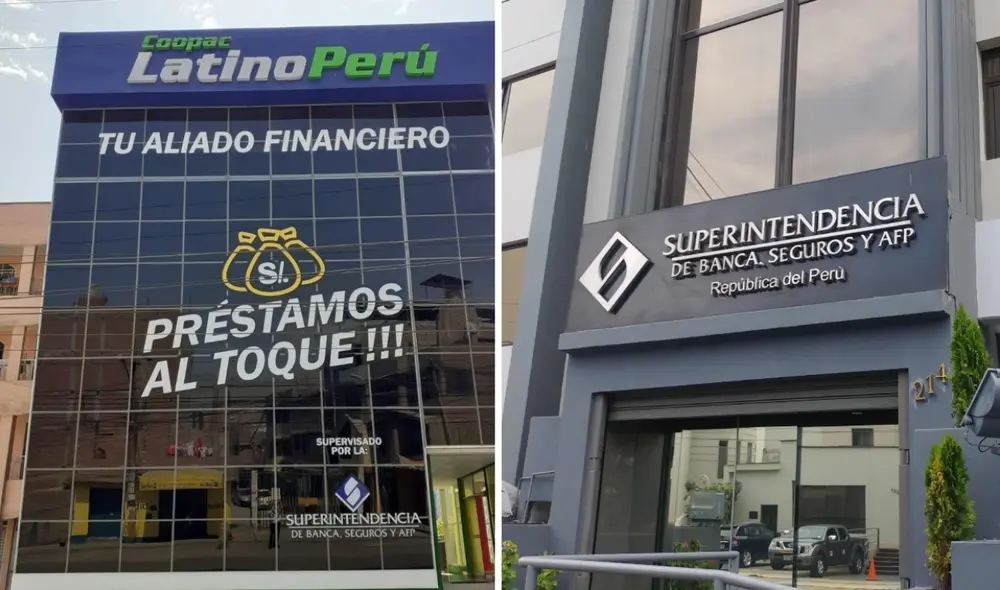 Coopac
LatinoPerú
TU ALIADO FINANCIERO
S/.
PRÉSTAMOS
AL TOQUE !!!
SUPERVISADO
POR LA:
SUPERINTENDENCIA
DE BANCA, SEGUROS Y AFP
SUPERINTENDENCIA
DE BANCA, SEGUROS Y AFP
República del Perú
214